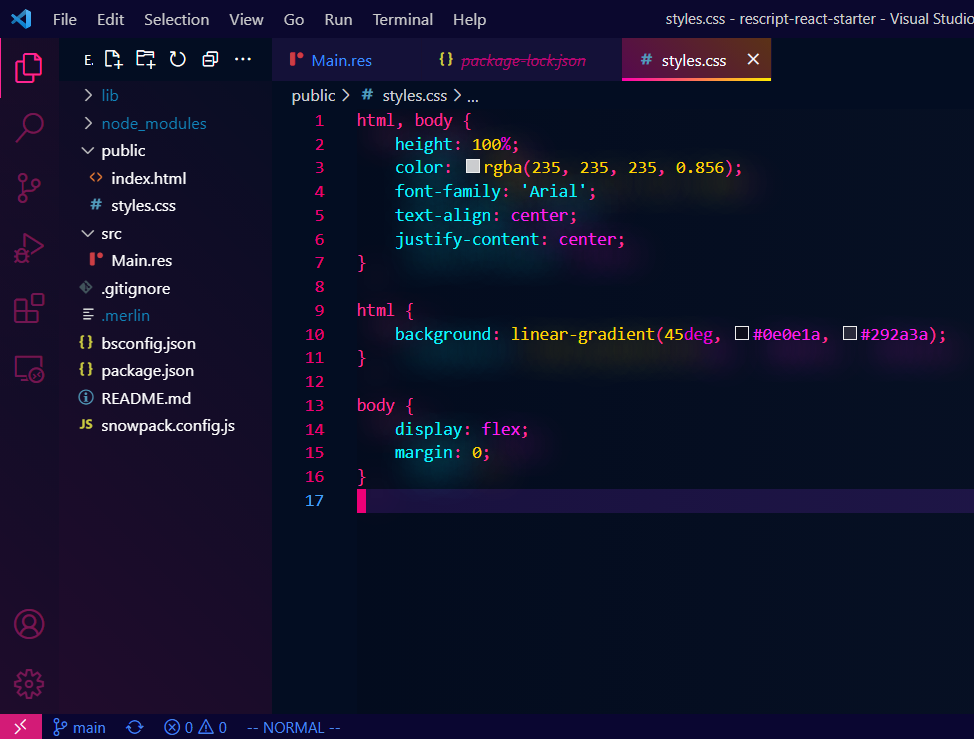 File Edit Selection View Go Run Terminal Help styles.css - rescript-react-starter - Visual Studio
E. ...
Main.res
{} package-lock.json
# styles.css
public > # styles.css > ...
lib
node_modules
public
<> index.html
# styles.css
src
Main.res
.gitignore
.merlin
{} bsconfig.json
{} package.json
README.md
JS snowpack.config.js
1 html, body {
2 height: 100%;
3 color: rgba(235, 235, 235, 0.856);
4 font-family: 'Arial';
5 text-align: center;
6 justify-content: center;
7 }
8
9 html {
10 background: linear-gradient(45deg, #0e0e1a, #292a3a);
11 }
12
13 body {
14 display: flex;
15 margin: 0;
16 }
17
main 0 0 -- NORMAL --